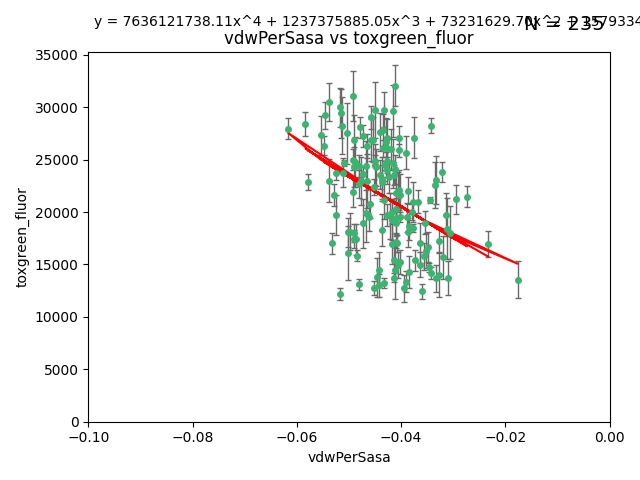 y = 7636121738.11x^4 + 1237375885.05x^3 + 73231629.
N = 235
vdwPerSasa vs toxgreen_fluor
35000
30000
25000
20000
15000
10000
5000
0
toxgreen_fluor
−0.10
−0.08
−0.06
−0.04
−0.02
0.00
vdwPerSasa